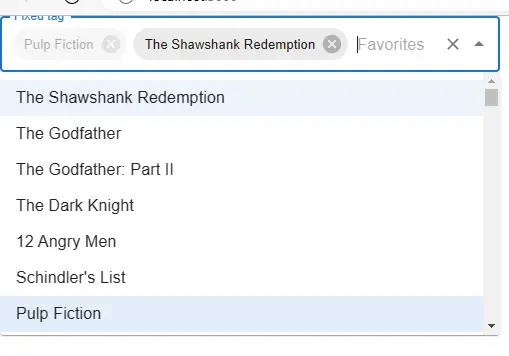 Fixed tag
Pulp Fiction The Shawshank Redemption Favorites
The Shawshank Redemption
The Godfather
The Godfather: Part II
The Dark Knight
12 Angry Men
Schindler's List
Pulp Fiction